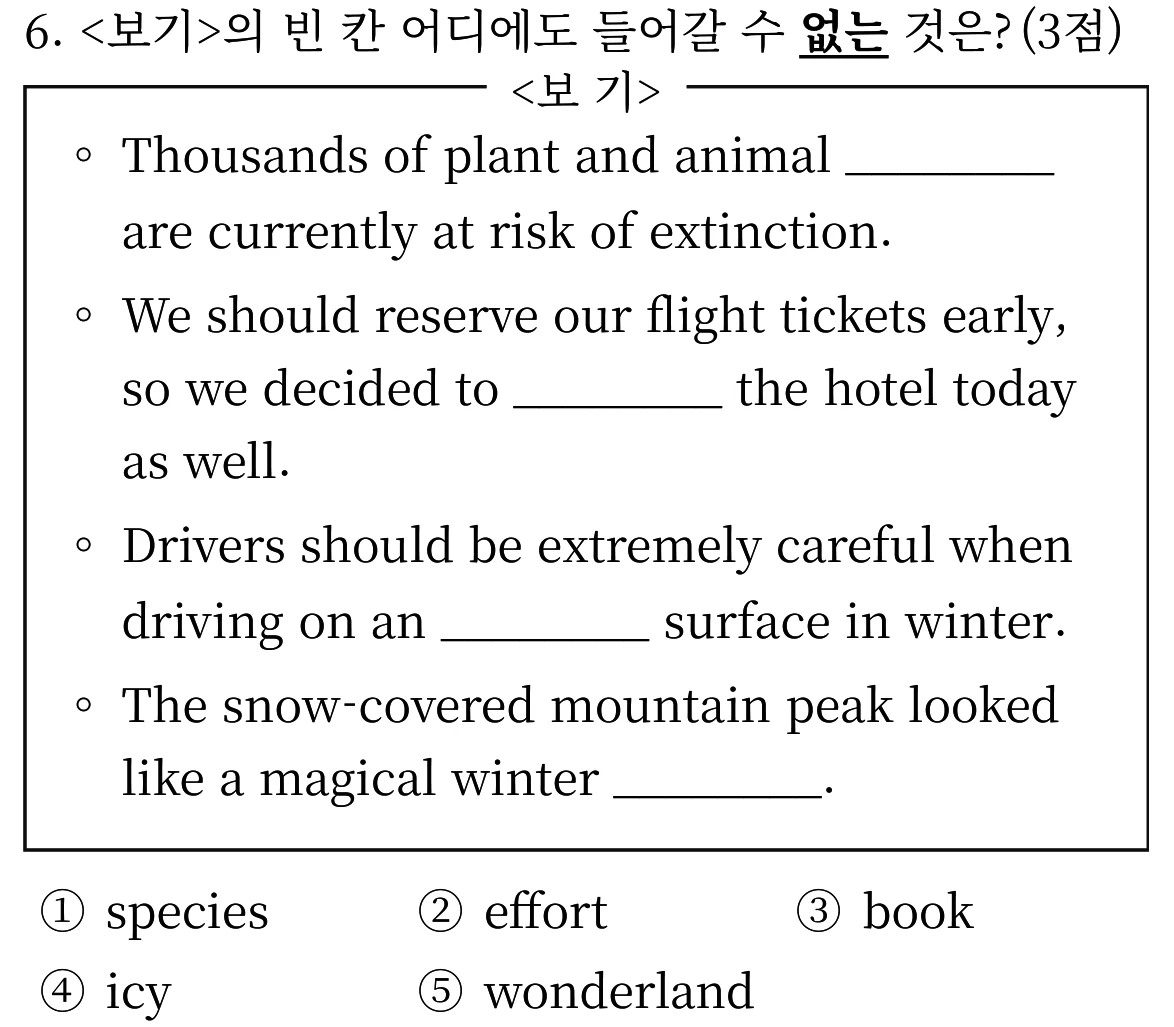 6. <보기>의 빈 칸 어디에도 들어갈 수 없는 것은? (3점)
<보 기>
◦ Thousands of plant and animal ________
are currently at risk of extinction.
◦ We should reserve our flight tickets early,
so we decided to ________ the hotel today
as well.
◦ Drivers should be extremely careful when
driving on an ________ surface in winter.
◦ The snow-covered mountain peak looked
like a magical winter ________.
① species ② effort ③ book
④ icy ⑤ wonderland